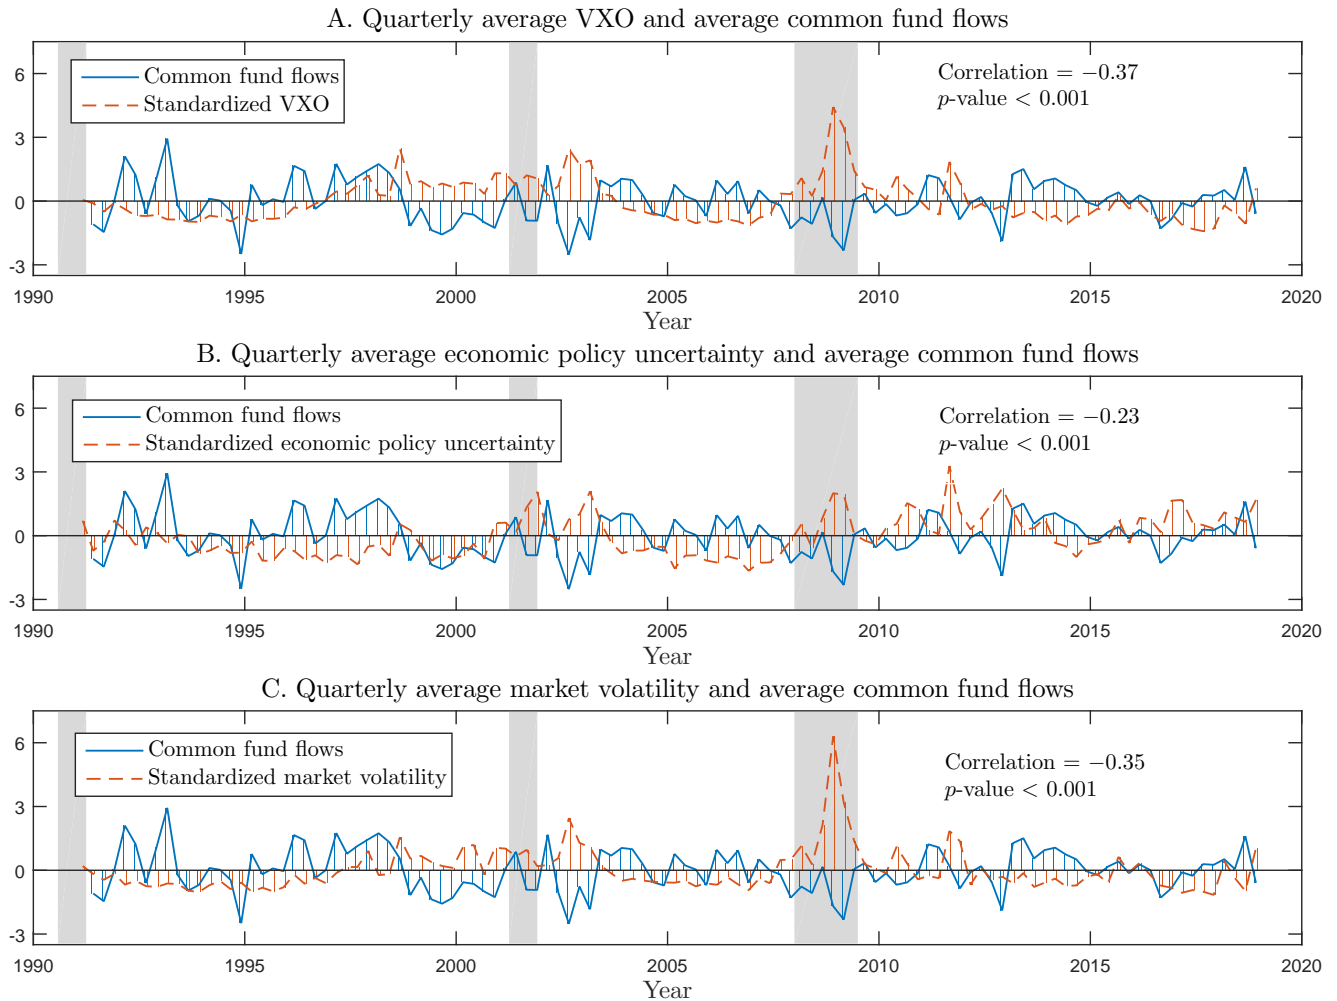 A. Quarterly average VXO and average common fund flows
6
3
0
-3
Common fund flows
Standardized VXO
Correlation = −0.37
p-value < 0.001
1990 1995 2000 2005 2010 2015 2020
Year
B. Quarterly average economic policy uncertainty and average common fund flows
6
3
0
-3
Common fund flows
Standardized economic policy uncertainty
Correlation = −0.23
p-value < 0.001
1990 1995 2000 2005 2010 2015 2020
Year
C. Quarterly average market volatility and average common fund flows
6
3
0
-3
Common fund flows
Standardized market volatility
Correlation = −0.35
p-value < 0.001
1990 1995 2000 2005 2010 2015 2020
Year